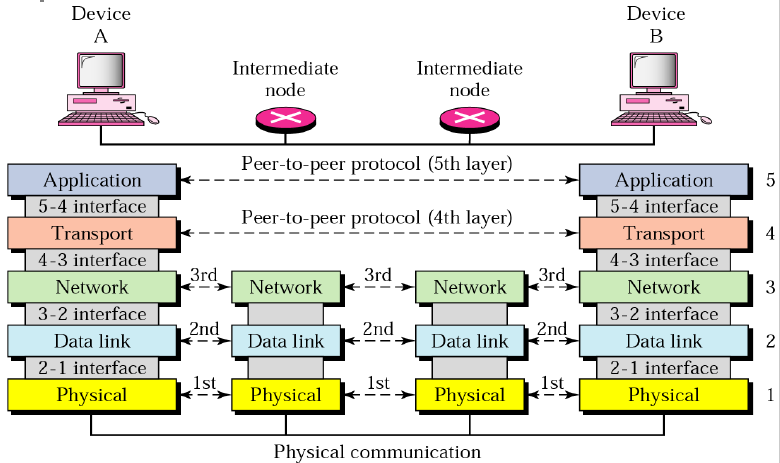 Device
A
Device
B
Intermediate
node
Intermediate
node
Peer-to-peer protocol (5th layer)
Application
Application
5
5-4 interface
5-4 interface
Peer-to-peer protocol (4th layer)
Transport
Transport
4
4-3 interface
4-3 interface
Network
3rd
Network
3rd
Network
3rd
Network
3
3-2 interface
3-2 interface
Data link
2nd
Data link
2nd
Data link
2nd
Data link
2
2-1 interface
2-1 interface
Physical
1st
Physical
1st
Physical
1st
Physical
1
Physical communication